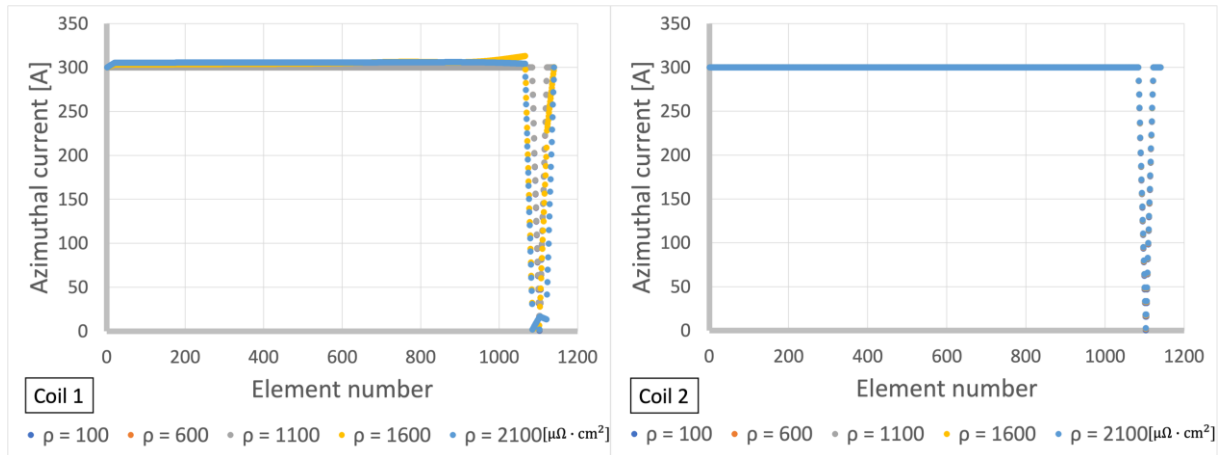 350
300
250
200
150
100
50
0
Azimuthal current [A]
0 200 400 600 800 1000 1200
Element number
Coil 1
ρ = 100 ρ = 600 ρ = 1100 ρ = 1600 ρ = 2100[μΩ · cm²]
350
300
250
200
150
100
50
0
Azimuthal current [A]
0 200 400 600 800 1000 1200
Element number
Coil 2
ρ = 100 ρ = 600 ρ = 1100 ρ = 1600 ρ = 2100[μΩ · cm²]